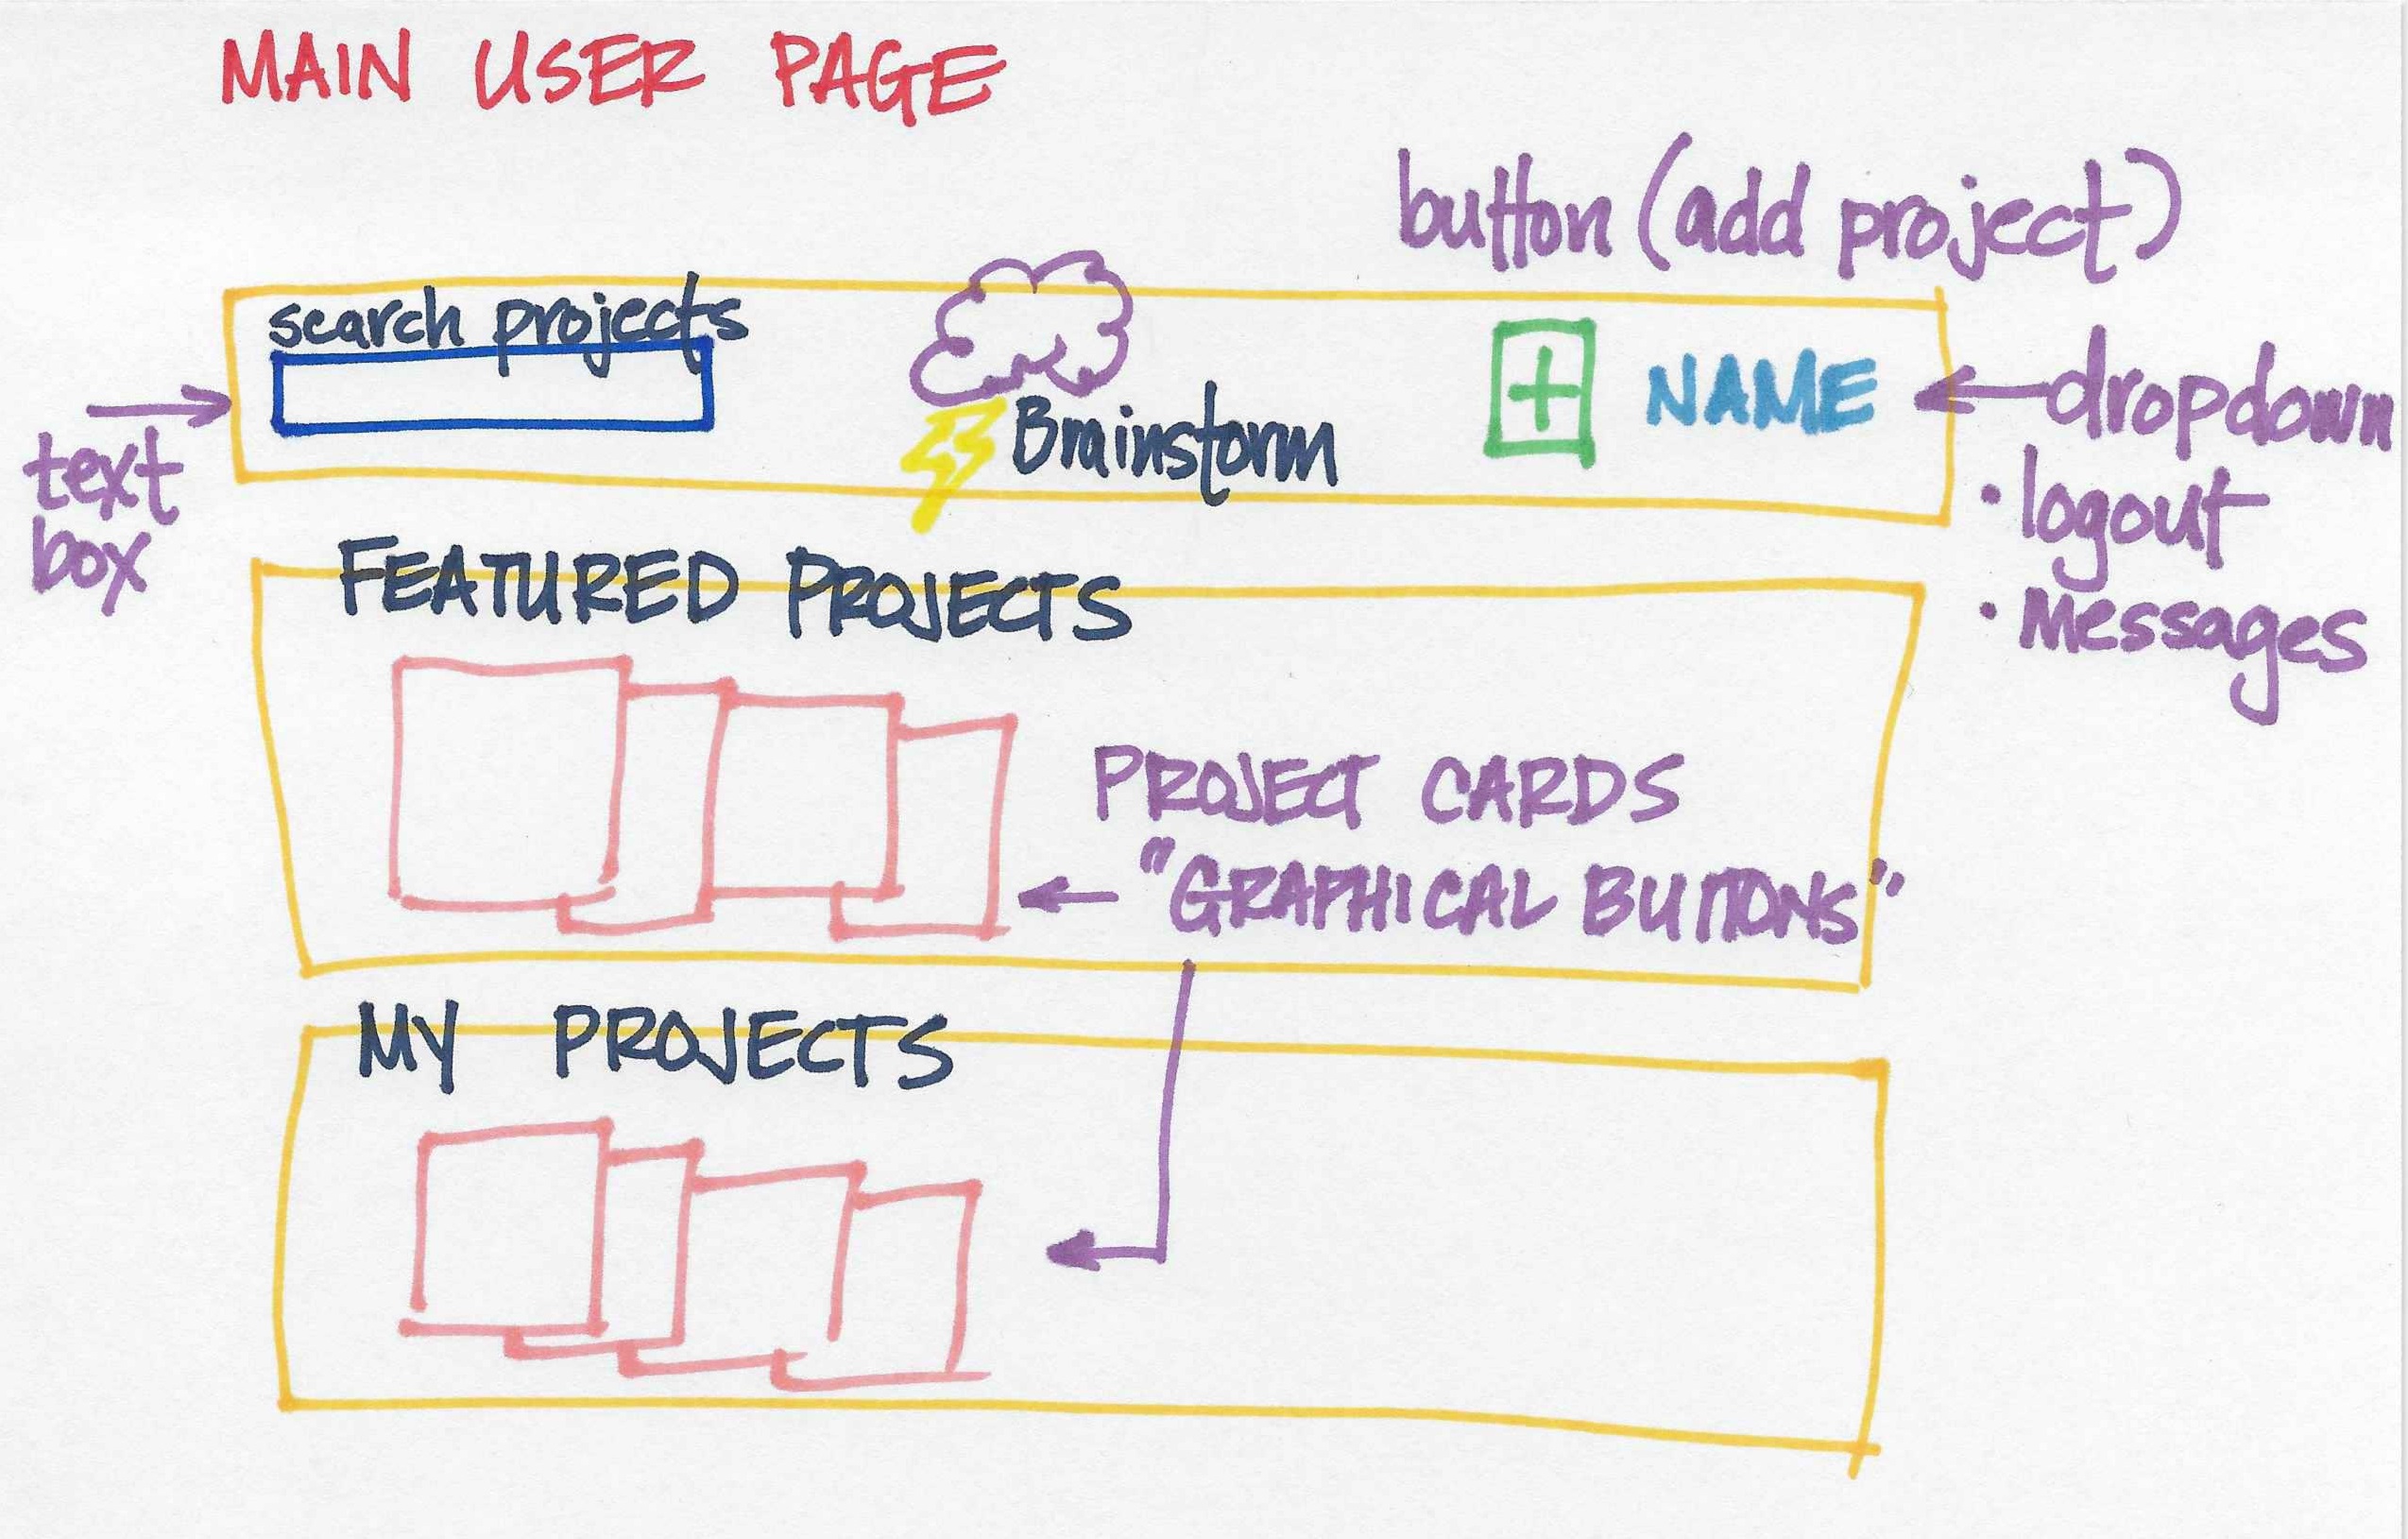 MAIN USER PAGE
button (add project)
search projects
Brainstorm
+ NAME
dropdown
• logout
• Messages
text
box
FEATURED PROJECTS
PROJECT CARDS
"GRAPHICAL BUTTONS"
MY PROJECTS